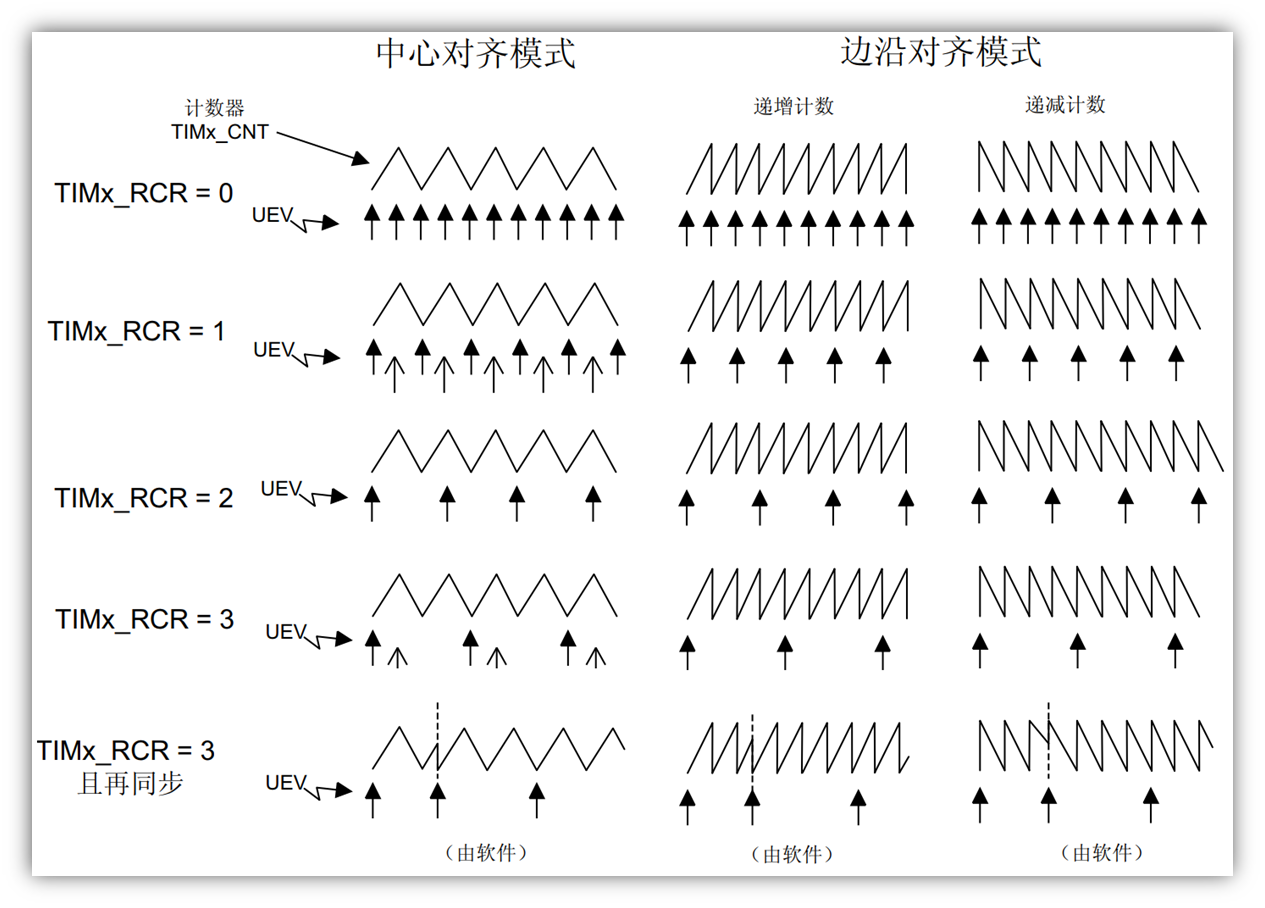 中心对齐模式
边沿对齐模式
计数器
TIMx_CNT
递增计数
递减计数
TIMx_RCR = 0
UEV
TIMx_RCR = 1
UEV
TIMx_RCR = 2
UEV
TIMx_RCR = 3
UEV
TIMx_RCR = 3
且再同步
UEV
（由软件）
（由软件）
（由软件）